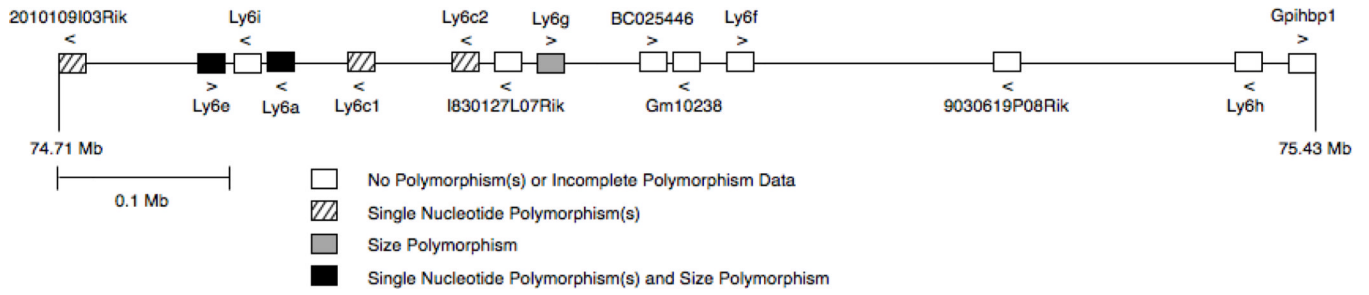 2010109I03Rik Ly6i Ly6c2 Ly6g BC025446 Ly6f Gpihbp1
< < < > > > >
> < < < < < <
Ly6e Ly6a Ly6c1 I830127L07Rik Gm10238 9030619P08Rik Ly6h
74.71 Mb 75.43 Mb
0.1 Mb
No Polymorphism(s) or Incomplete Polymorphism Data
Single Nucleotide Polymorphism(s)
Size Polymorphism
Single Nucleotide Polymorphism(s) and Size Polymorphism